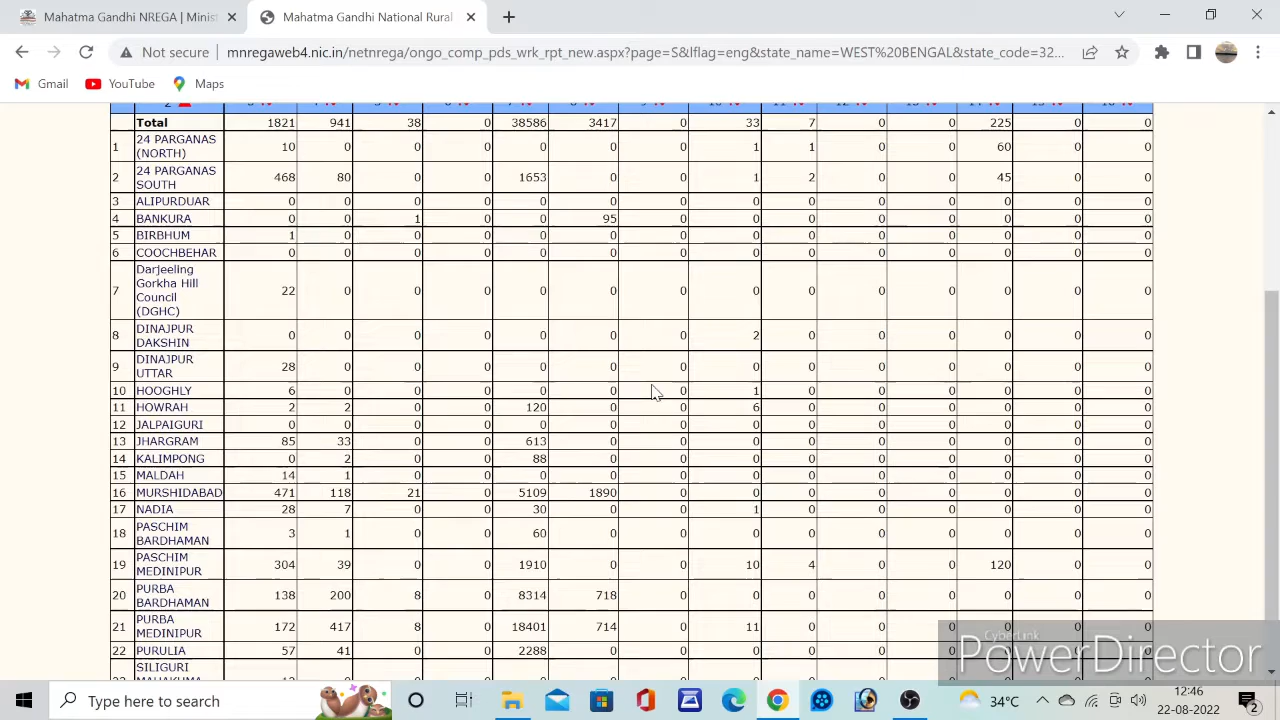 Mahatma Gandhi NREGA | Minist
Mahatma Gandhi National Rural
Not secure mnregaweb4.nic.in/netnrega/ongo_comp_pds_wrk_rpt_new.aspx?page=S&lflag=eng&state_name=WEST%20BENGAL&state_code=32...
Gmail YouTube Maps
Total 1821 941 38 0 38586 3417 0 33 7 0 0 225 0 0
1 24 PARGANAS (NORTH) 10 0 0 0 0 0 0 1 1 0 0 60 0 0
2 24 PARGANAS SOUTH 468 80 0 0 1653 0 0 1 2 0 0 45 0 0
3 ALIPURDUAR 0 0 0 0 0 0 0 0 0 0 0 0 0 0
4 BANKURA 0 0 1 0 0 95 0 0 0 0 0 0 0 0
5 BIRBHUM 1 0 0 0 0 0 0 0 0 0 0 0 0 0
6 COOCHBEHAR 0 0 0 0 0 0 0 0 0 0 0 0 0 0
7 Darjeeling Gorkha Hill Council (DGHC) 22 0 0 0 0 0 0 0 0 0 0 0 0 0
8 DINAJPUR DAKSHIN 0 0 0 0 0 0 0 2 0 0 0 0 0 0
9 DINAJPUR UTTAR 28 0 0 0 0 0 0 0 0 0 0 0 0 0
10 HOOGHLY 6 0 0 0 0 0 0 1 0 0 0 0 0 0
11 HOWRAH 2 2 0 0 120 0 0 6 0 0 0 0 0 0
12 JALPAIGURI 0 0 0 0 0 0 0 0 0 0 0 0 0 0
13 JHARGRAM 85 33 0 0 613 0 0 0 0 0 0 0 0 0
14 KALIMPONG 0 2 0 0 88 0 0 0 0 0 0 0 0 0
15 MALDAH 14 1 0 0 0 0 0 0 0 0 0 0 0 0
16 MURSHIDABAD 471 118 21 0 5109 1890 0 0 0 0 0 0 0 0
17 NADIA 28 7 0 0 30 0 0 1 0 0 0 0 0 0
18 PASCHIM BARDHAMAN 3 1 0 0 60 0 0 0 0 0 0 0 0 0
19 PASCHIM MEDINIPUR 304 39 0 0 1910 0 0 10 4 0 0 120 0 0
20 PURBA BARDHAMAN 138 200 8 0 8314 718 0 0 0 0 0 0 0 0
21 PURBA MEDINIPUR 172 417 8 0 18401 714 0 11 0 0 0 0 0 0
22 PURULIA 57 41 0 0 2288 0 0 0 0 0 0 0 0 0
SILIGURI
CyberLink
PowerDirector
Type here to search
34°C
12:46
22-08-2022
2